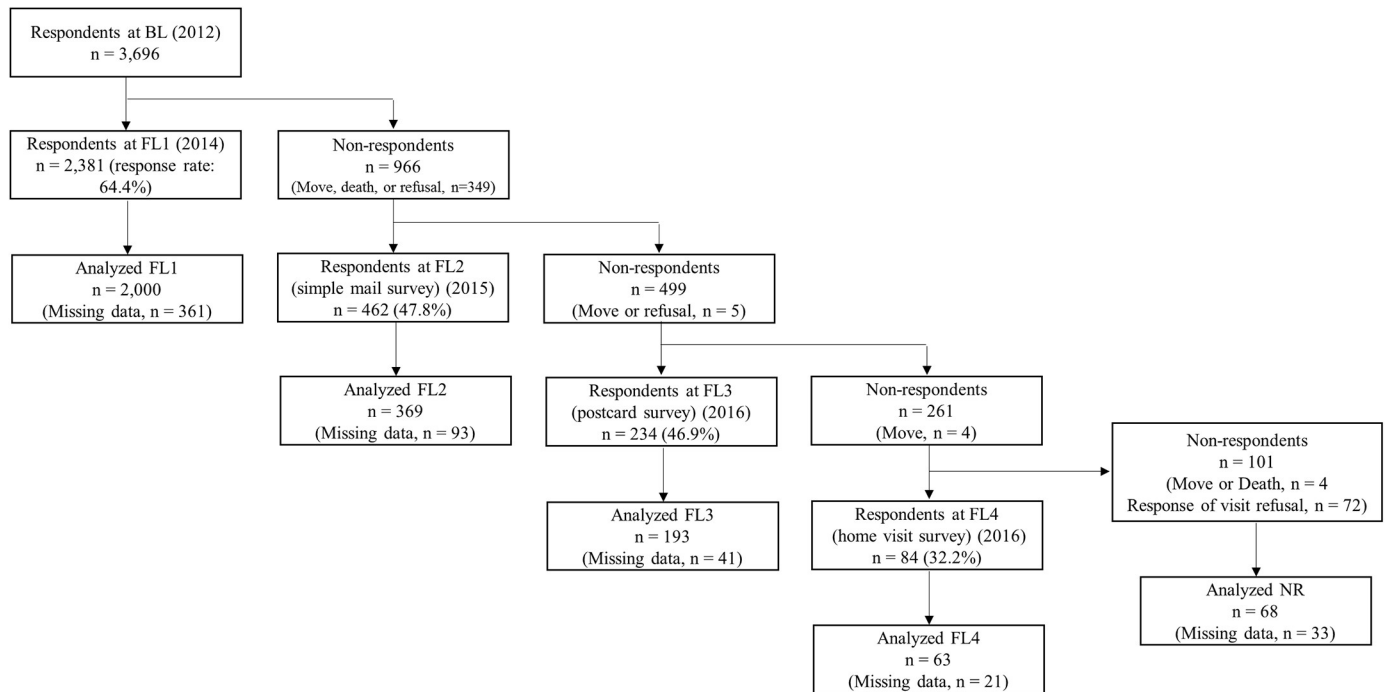 Respondents at BL (2012)
n = 3,696
Respondents at FL1 (2014)
n = 2,381 (response rate:
64.4%)
Non-respondents
n = 966
(Move, death, or refusal, n=349)
Analyzed FL1
n = 2,000
(Missing data, n = 361)
Respondents at FL2
(simple mail survey) (2015)
n = 462 (47.8%)
Non-respondents
n = 499
(Move or refusal, n = 5)
Analyzed FL2
n = 369
(Missing data, n = 93)
Respondents at FL3
(postcard survey) (2016)
n = 234 (46.9%)
Non-respondents
n = 261
(Move, n = 4)
Non-respondents
n = 101
(Move or Death, n = 4
Response of visit refusal, n = 72)
Analyzed FL3
n = 193
(Missing data, n = 41)
Respondents at FL4
(home visit survey) (2016)
n = 84 (32.2%)
Analyzed NR
n = 68
(Missing data, n = 33)
Analyzed FL4
n = 63
(Missing data, n = 21)